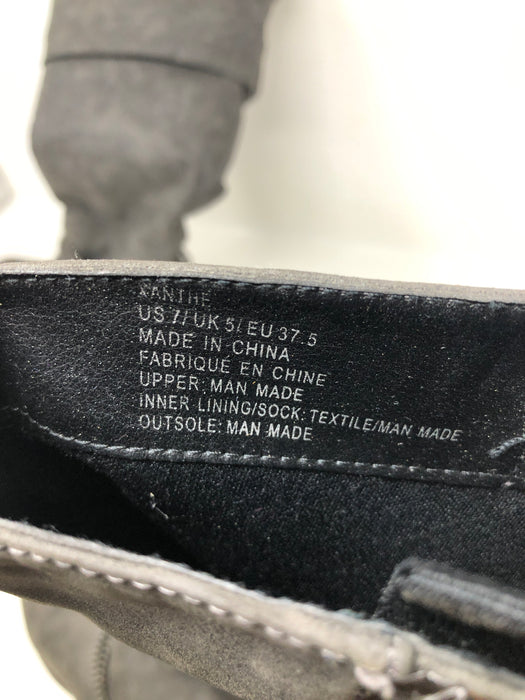 XANTHE
US 7/ UK 5/ EU 37.5
MADE IN CHINA
FABRIQUE EN CHINE
UPPER: MAN MADE
INNER LINING/SOCK: TEXTILE/MAN MADE
OUTSOLE: MAN MADE